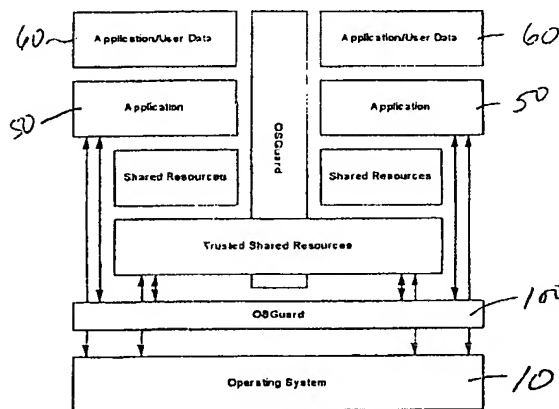 60 Application/User Data Application/User Data 60
50 Application Application 50
OSGuard
Shared Resources Shared Resources
Trusted Shared Resources
OSGuard 100
Operating System 10